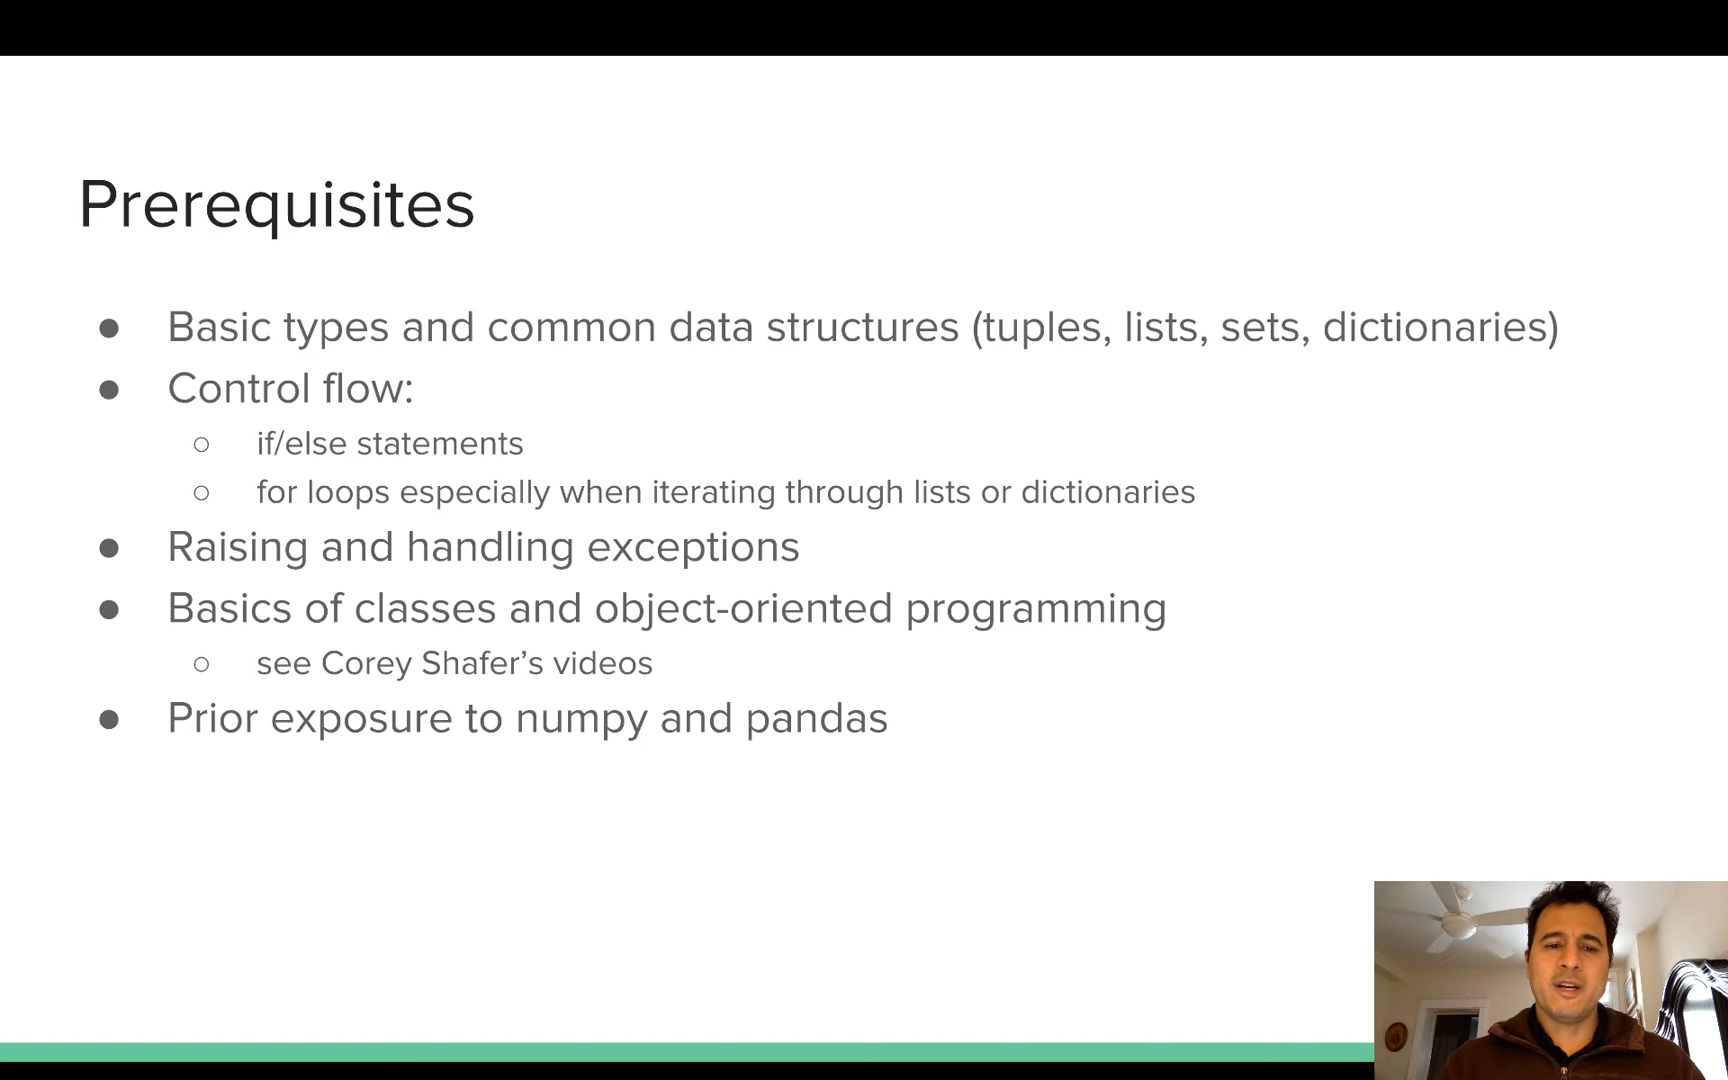 Prerequisites
● Basic types and common data structures (tuples, lists, sets, dictionaries)
● Control flow:
○ if/else statements
○ for loops especially when iterating through lists or dictionaries
● Raising and handling exceptions
● Basics of classes and object-oriented programming
○ see Corey Shafer’s videos
● Prior exposure to numpy and pandas